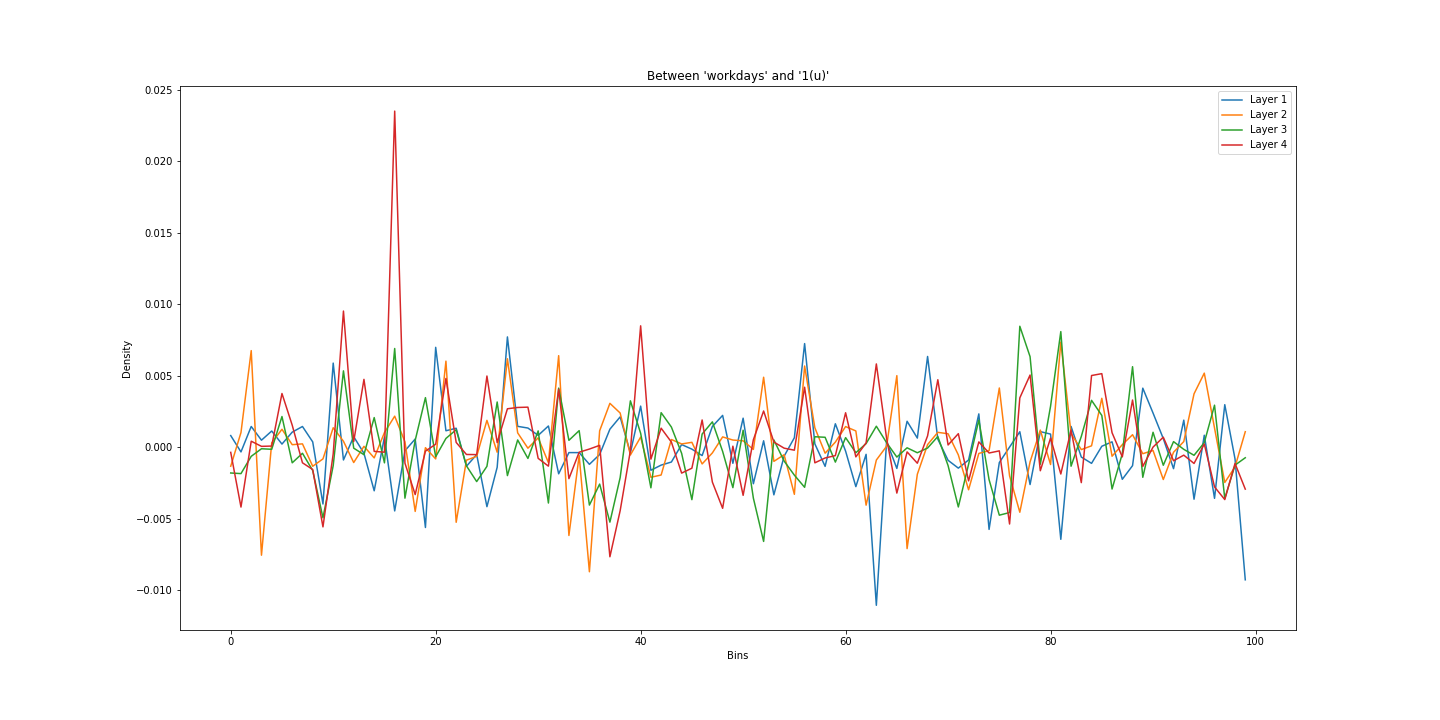 Between 'workdays' and '1(u)'
Layer 1
Layer 2
Layer 3
Layer 4
0.025
0.020
0.015
0.010
0.005
0.000
−0.005
−0.010
Density
0 20 40 60 80 100
Bins